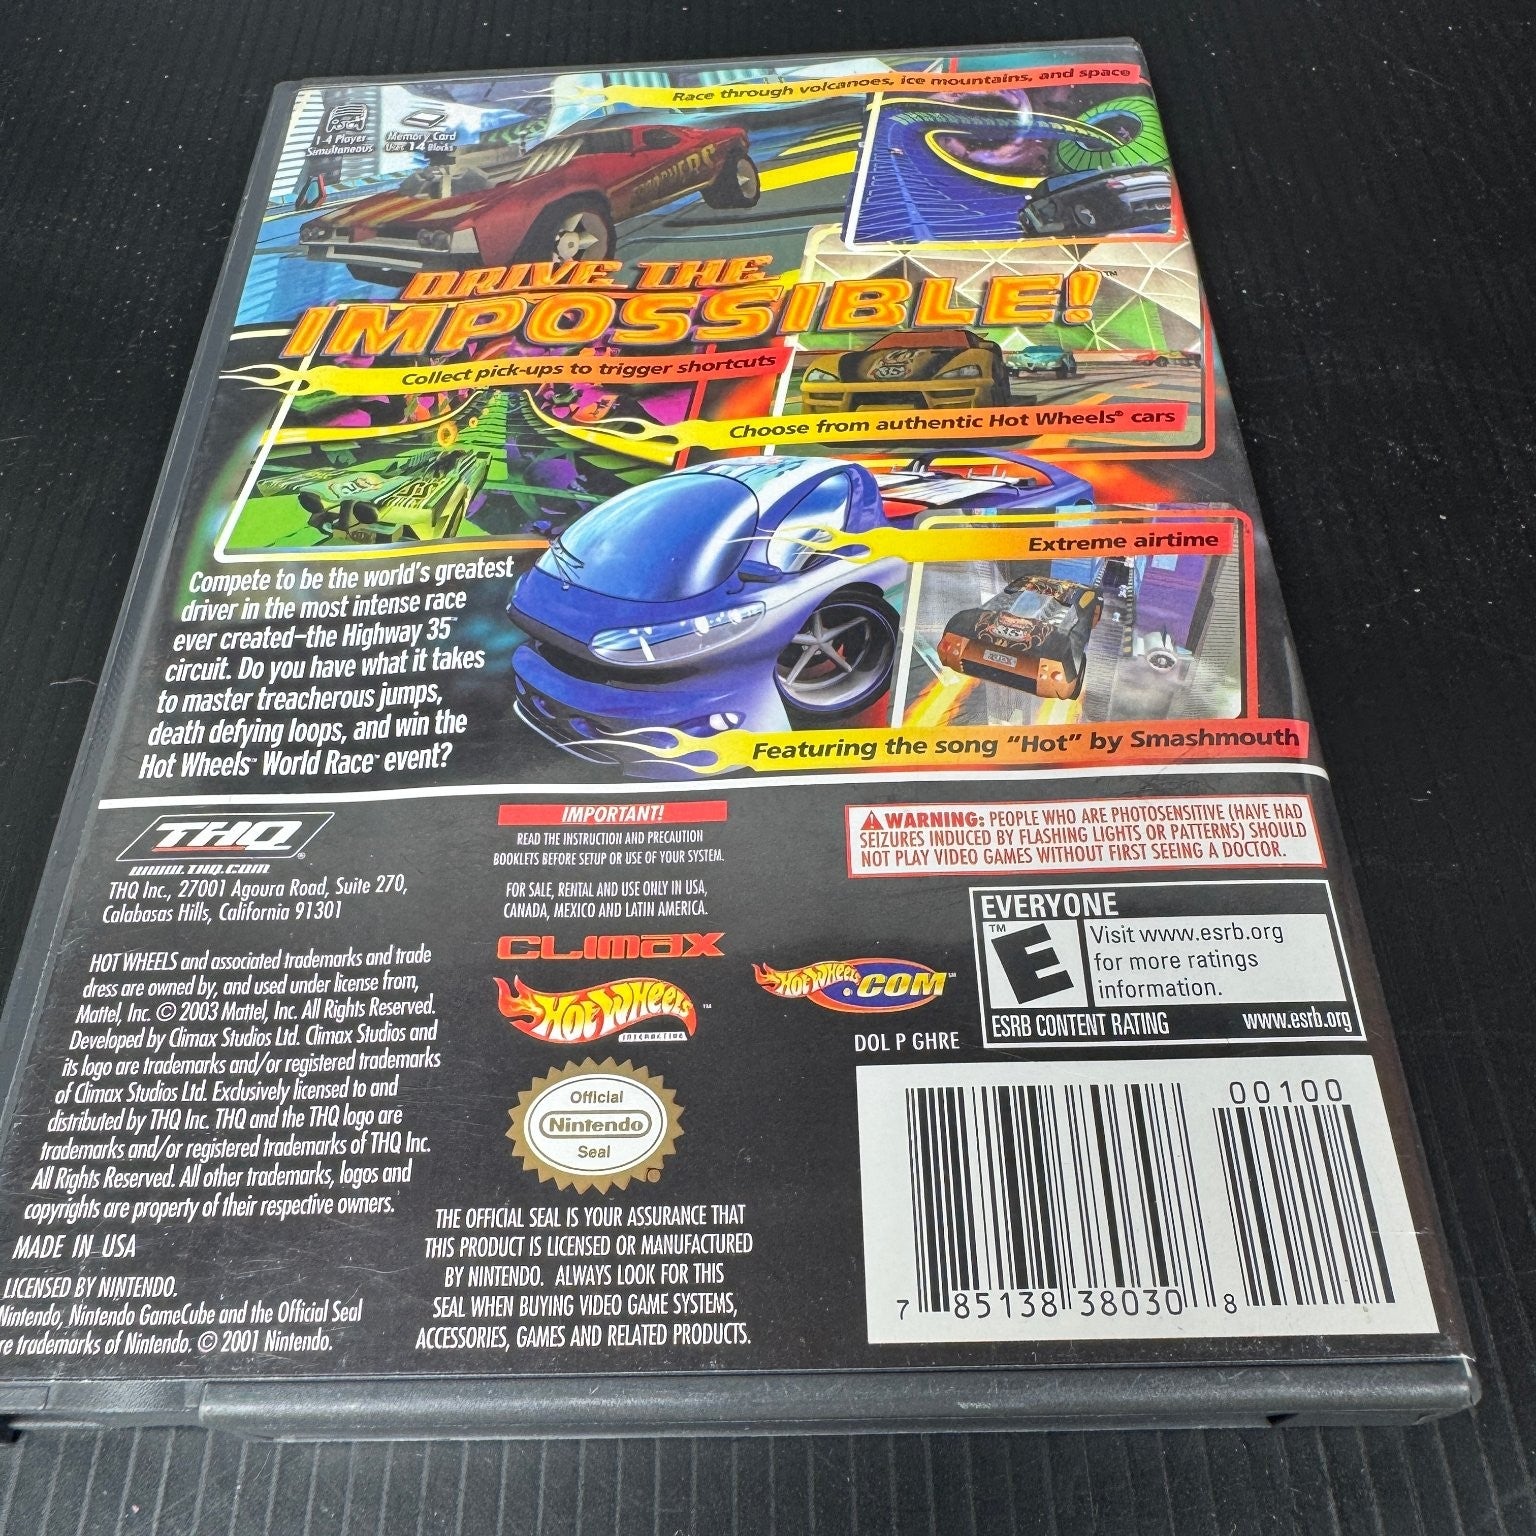 Race through volcanoes, ice mountains, and space
1-4 Player
Simultaneous
Memory Card
Uses 14 Blocks
DRIVE THE
IMPOSSIBLE!™
Collect pick-ups to trigger shortcuts
Choose from authentic Hot Wheels® cars
Extreme airtime
Compete to be the world's greatest
driver in the most intense race
ever created–the Highway 35™
circuit. Do you have what it takes
to master treacherous jumps,
death defying loops, and win the
Hot Wheels™ World Race™ event?
Featuring the song "Hot" by Smashmouth
THQ®
www.thq.com
THQ Inc., 27001 Agoura Road, Suite 270,
Calabasas Hills, California 91301
HOT WHEELS and associated trademarks and trade
dress are owned by, and used under license from,
Mattel, Inc. © 2003 Mattel, Inc. All Rights Reserved.
Developed by Climax Studios Ltd. Climax Studios and
its logo are trademarks and/or registered trademarks
of Climax Studios Ltd. Exclusively licensed to and
distributed by THQ Inc. THQ and the THQ logo are
trademarks and/or registered trademarks of THQ Inc.
All Rights Reserved. All other trademarks, logos and
copyrights are property of their respective owners.
MADE IN USA
LICENSED BY NINTENDO.
Nintendo, Nintendo GameCube and the Official Seal
re trademarks of Nintendo. © 2001 Nintendo.
IMPORTANT!
READ THE INSTRUCTION AND PRECAUTION
BOOKLETS BEFORE SETUP OR USE OF YOUR SYSTEM.
FOR SALE, RENTAL AND USE ONLY IN USA,
CANADA, MEXICO AND LATIN AMERICA.
CLIMAX
HOT WHEELS™
INTERACTIVE
Official
Nintendo
Seal
THE OFFICIAL SEAL IS YOUR ASSURANCE THAT
THIS PRODUCT IS LICENSED OR MANUFACTURED
BY NINTENDO. ALWAYS LOOK FOR THIS
SEAL WHEN BUYING VIDEO GAME SYSTEMS,
ACCESSORIES, GAMES AND RELATED PRODUCTS.
WARNING: PEOPLE WHO ARE PHOTOSENSITIVE (HAVE HAD
SEIZURES INDUCED BY FLASHING LIGHTS OR PATTERNS) SHOULD
NOT PLAY VIDEO GAMES WITHOUT FIRST SEEING A DOCTOR.
HOT WHEELS.COM™
DOL P GHRE
EVERYONE
™
E
Visit www.esrb.org
for more ratings
information.
ESRB CONTENT RATING www.esrb.org
00100
7 85138 38030 8